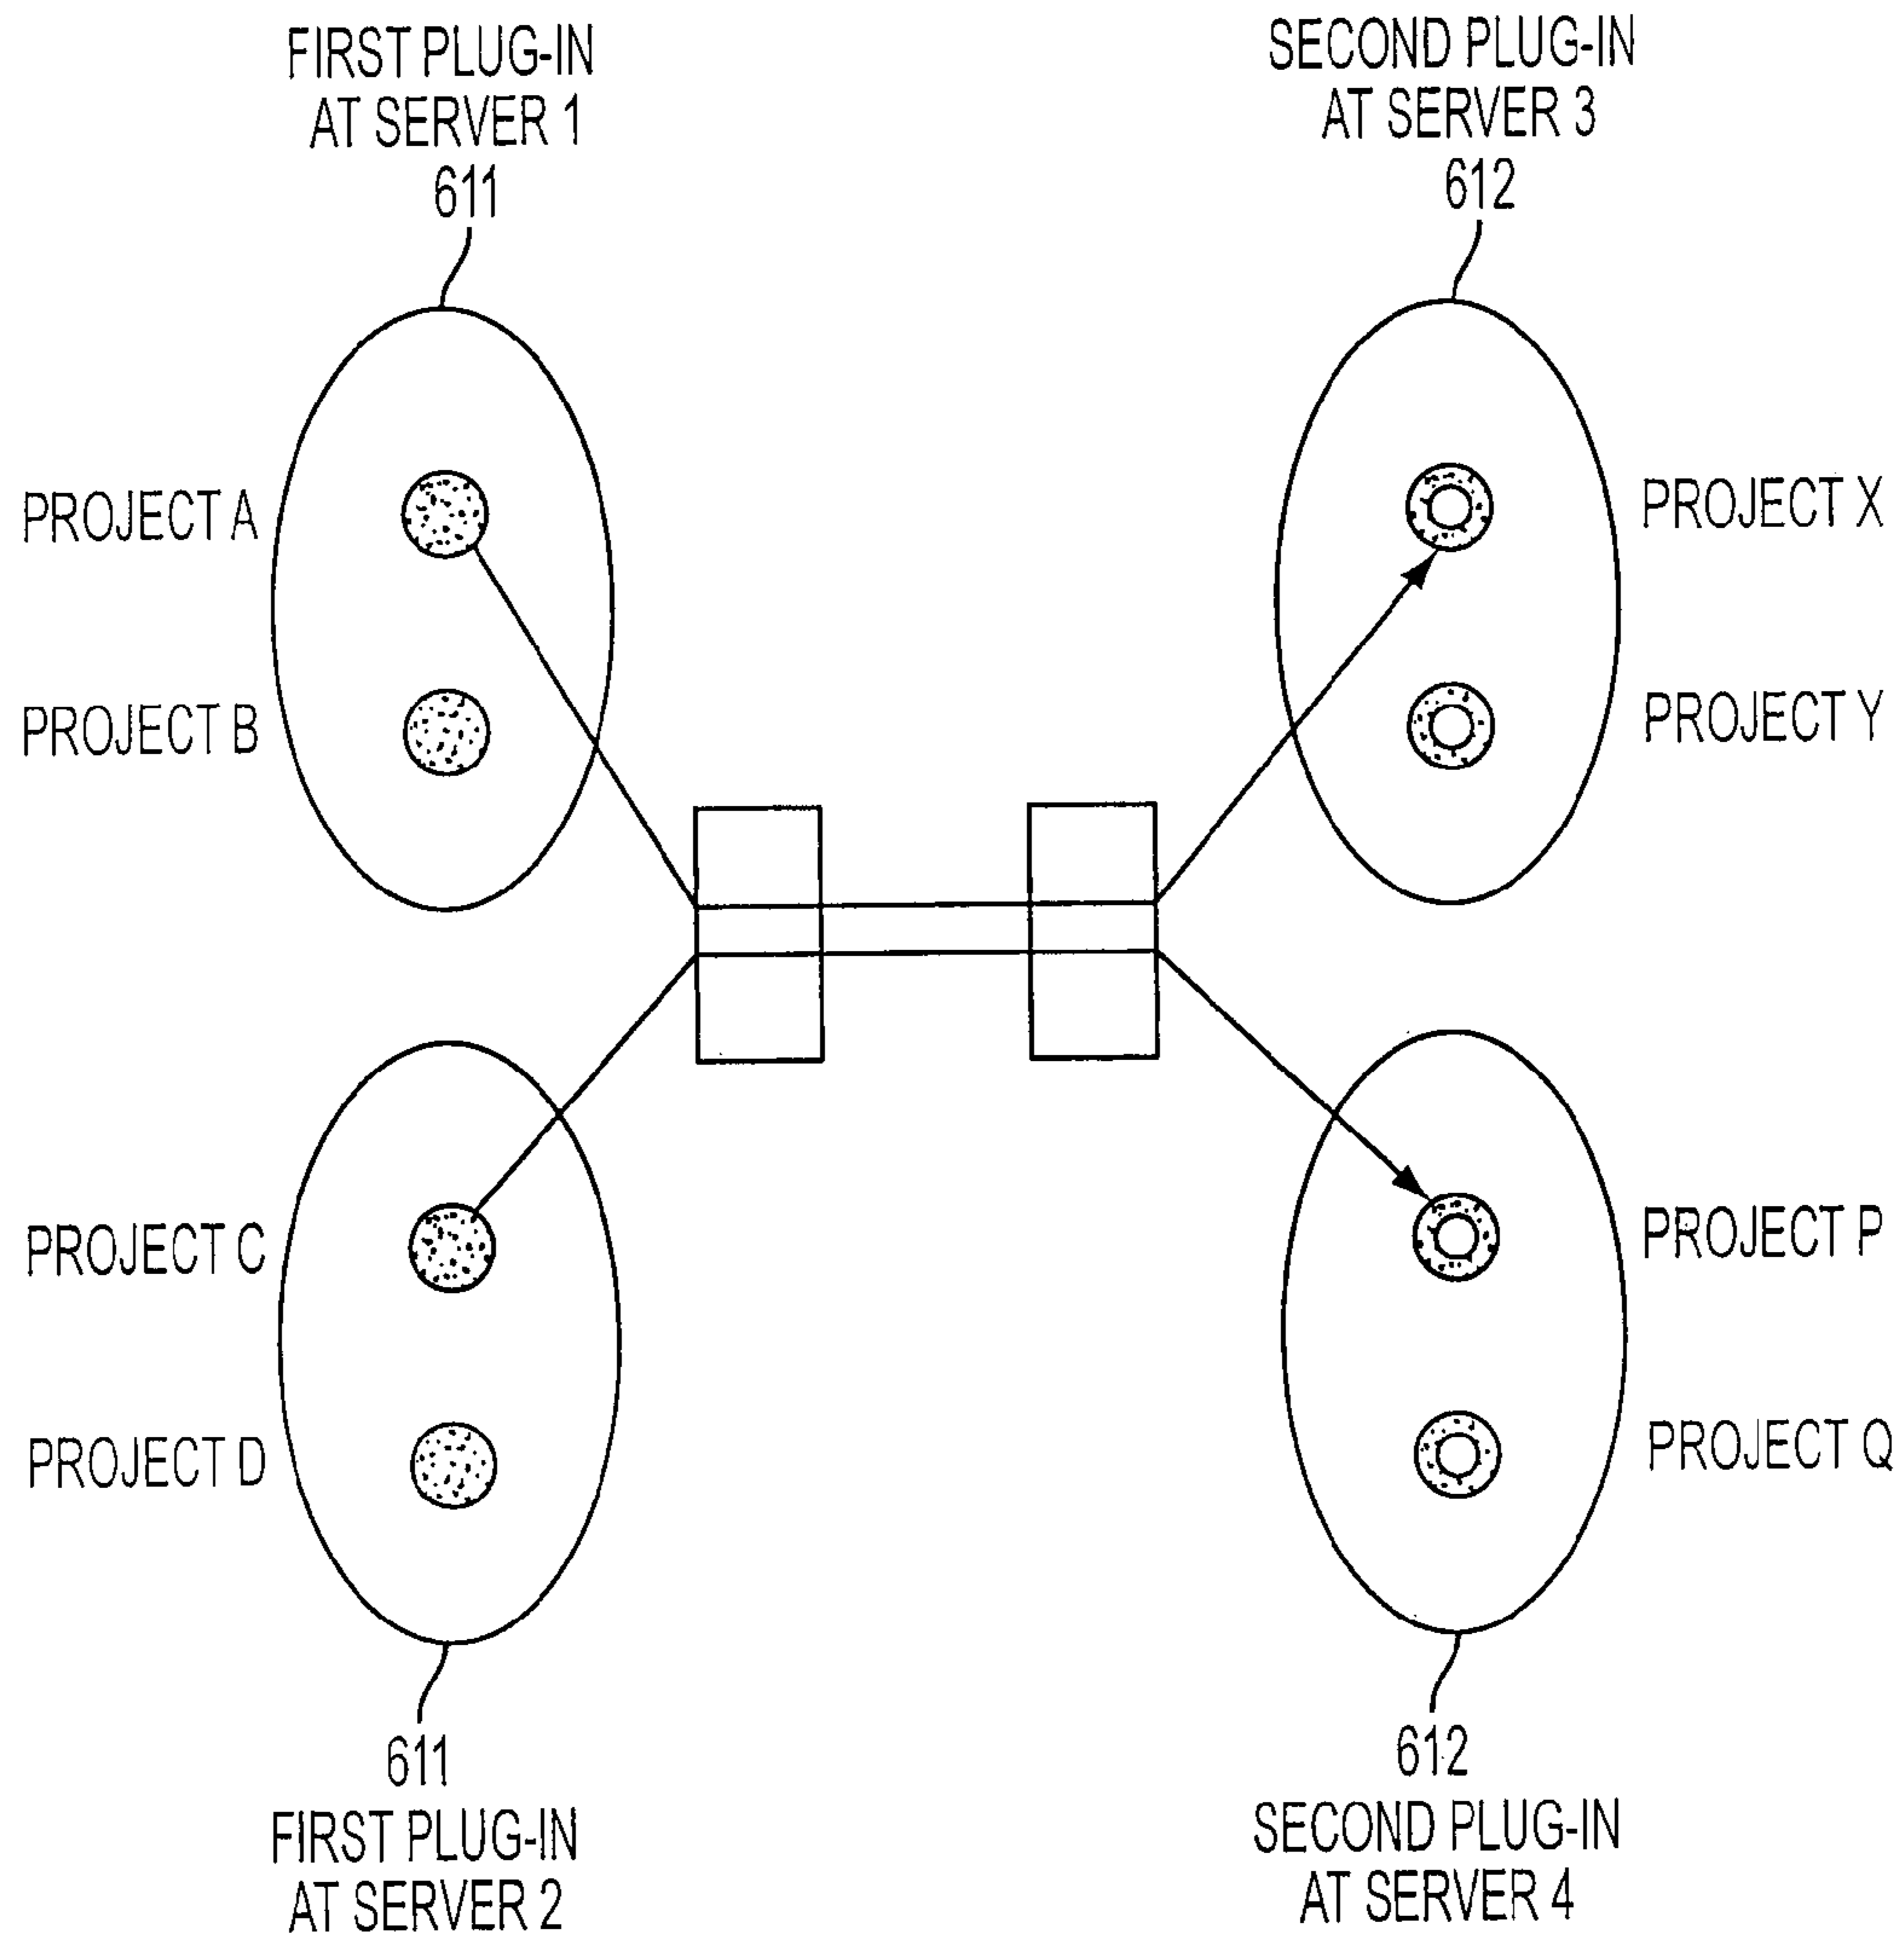 FIRST PLUG-IN
AT SERVER 1
611
SECOND PLUG-IN
AT SERVER 3
612
PROJECT A
PROJECT X
PROJECT B
PROJECT Y
PROJECT C
PROJECT P
PROJECT D
PROJECT Q
611
FIRST PLUG-IN
AT SERVER 2
612
SECOND PLUG-IN
AT SERVER 4